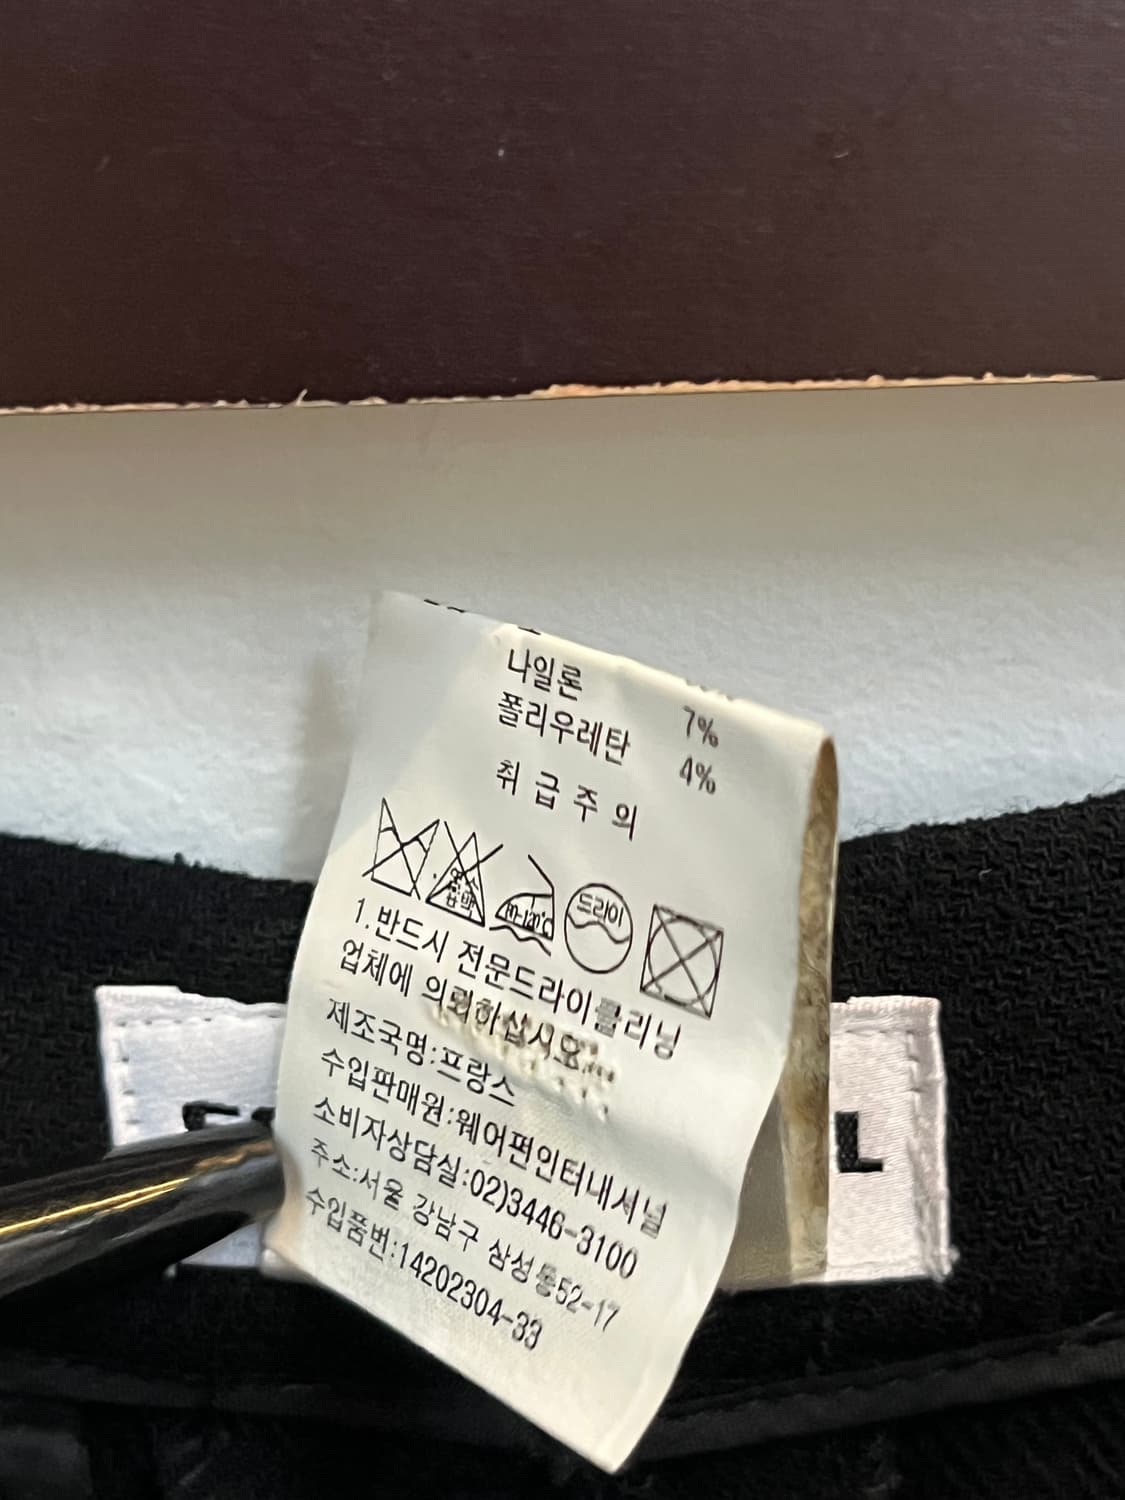 나일론 7%
폴리우레탄 4%
취급주의
드라이
1.반드시 전문드라이클리닝
업체에 의뢰하십시요
제조국명:프랑스
수입판매원:웨어펀인터내셔널
소비자상담실:02)3446-3100
주소:서울 강남구 삼성동52-17
수입품번:14202304-33
L